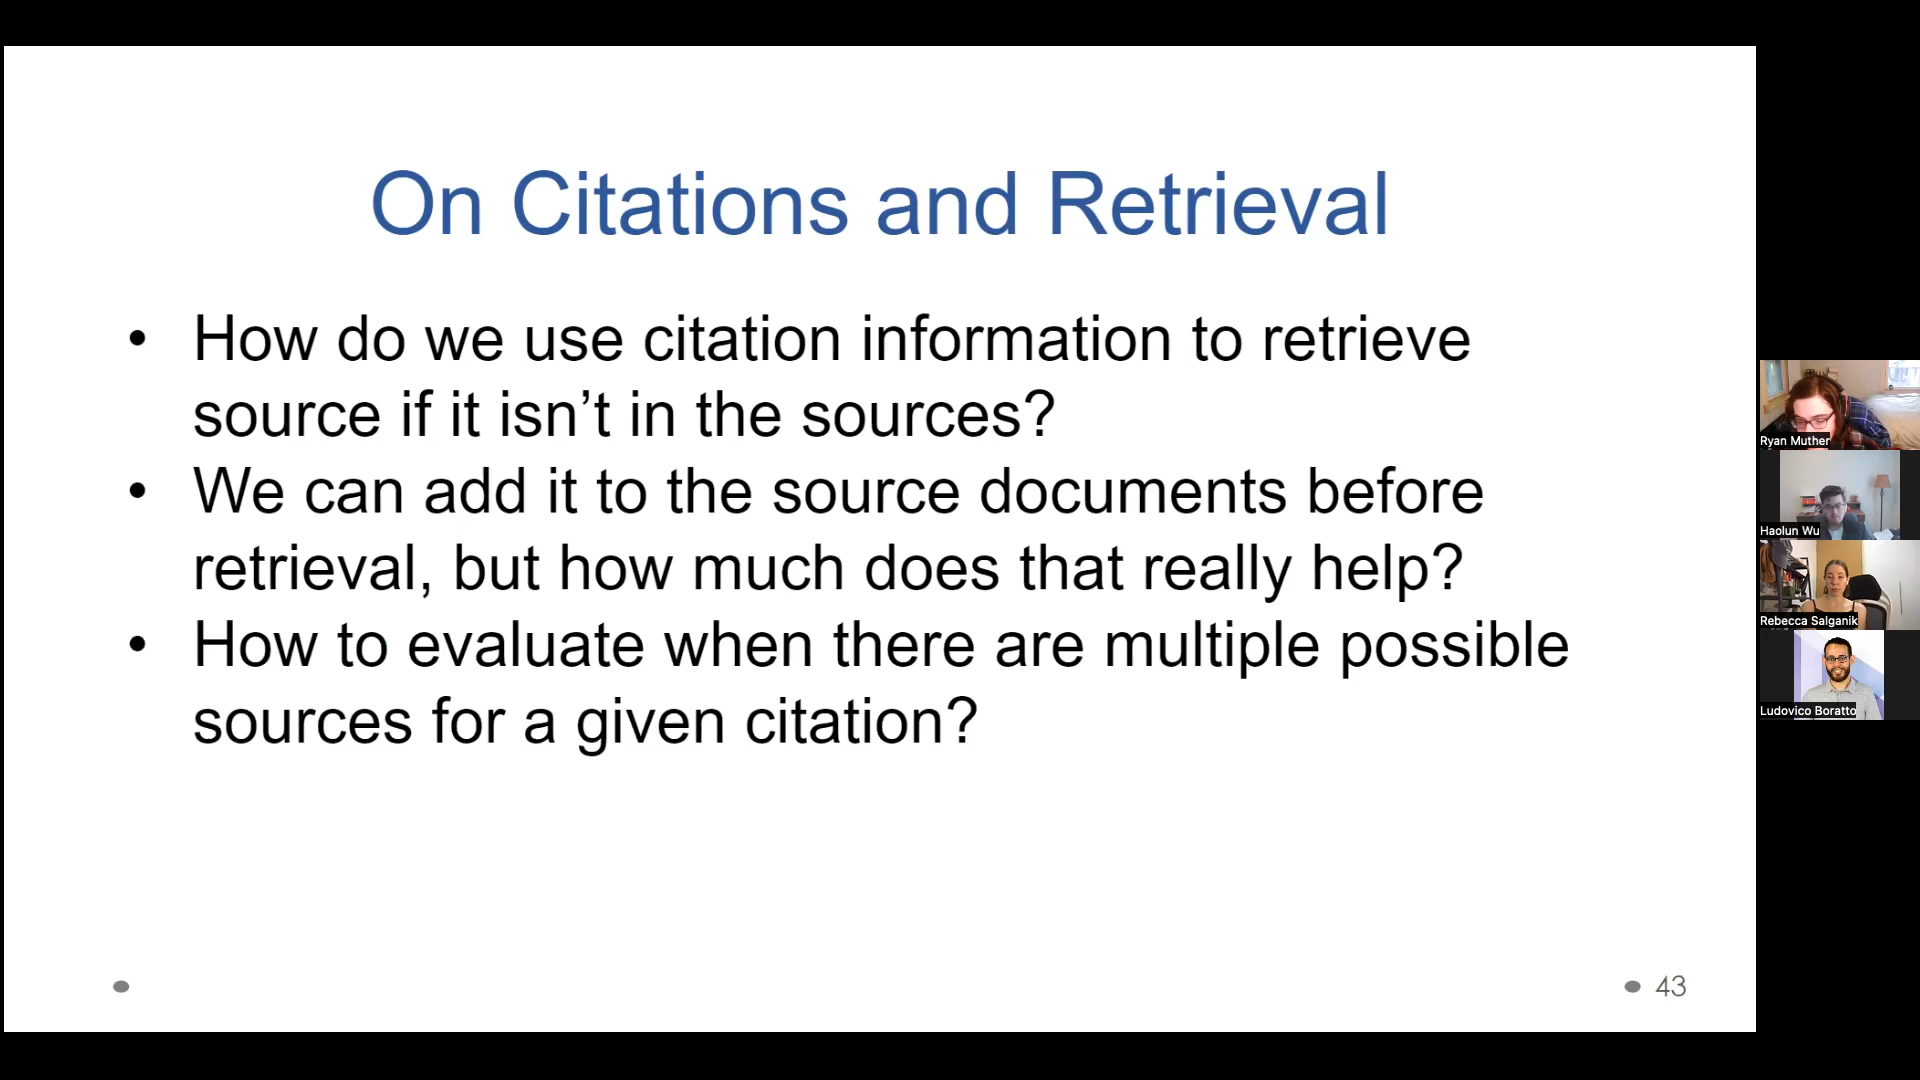 On Citations and Retrieval
• How do we use citation information to retrieve
source if it isn’t in the sources?
• We can add it to the source documents before
retrieval, but how much does that really help?
• How to evaluate when there are multiple possible
sources for a given citation?
43
Ryan Muther
Haolun Wu
Rebecca Salganik
Ludovico Boratto